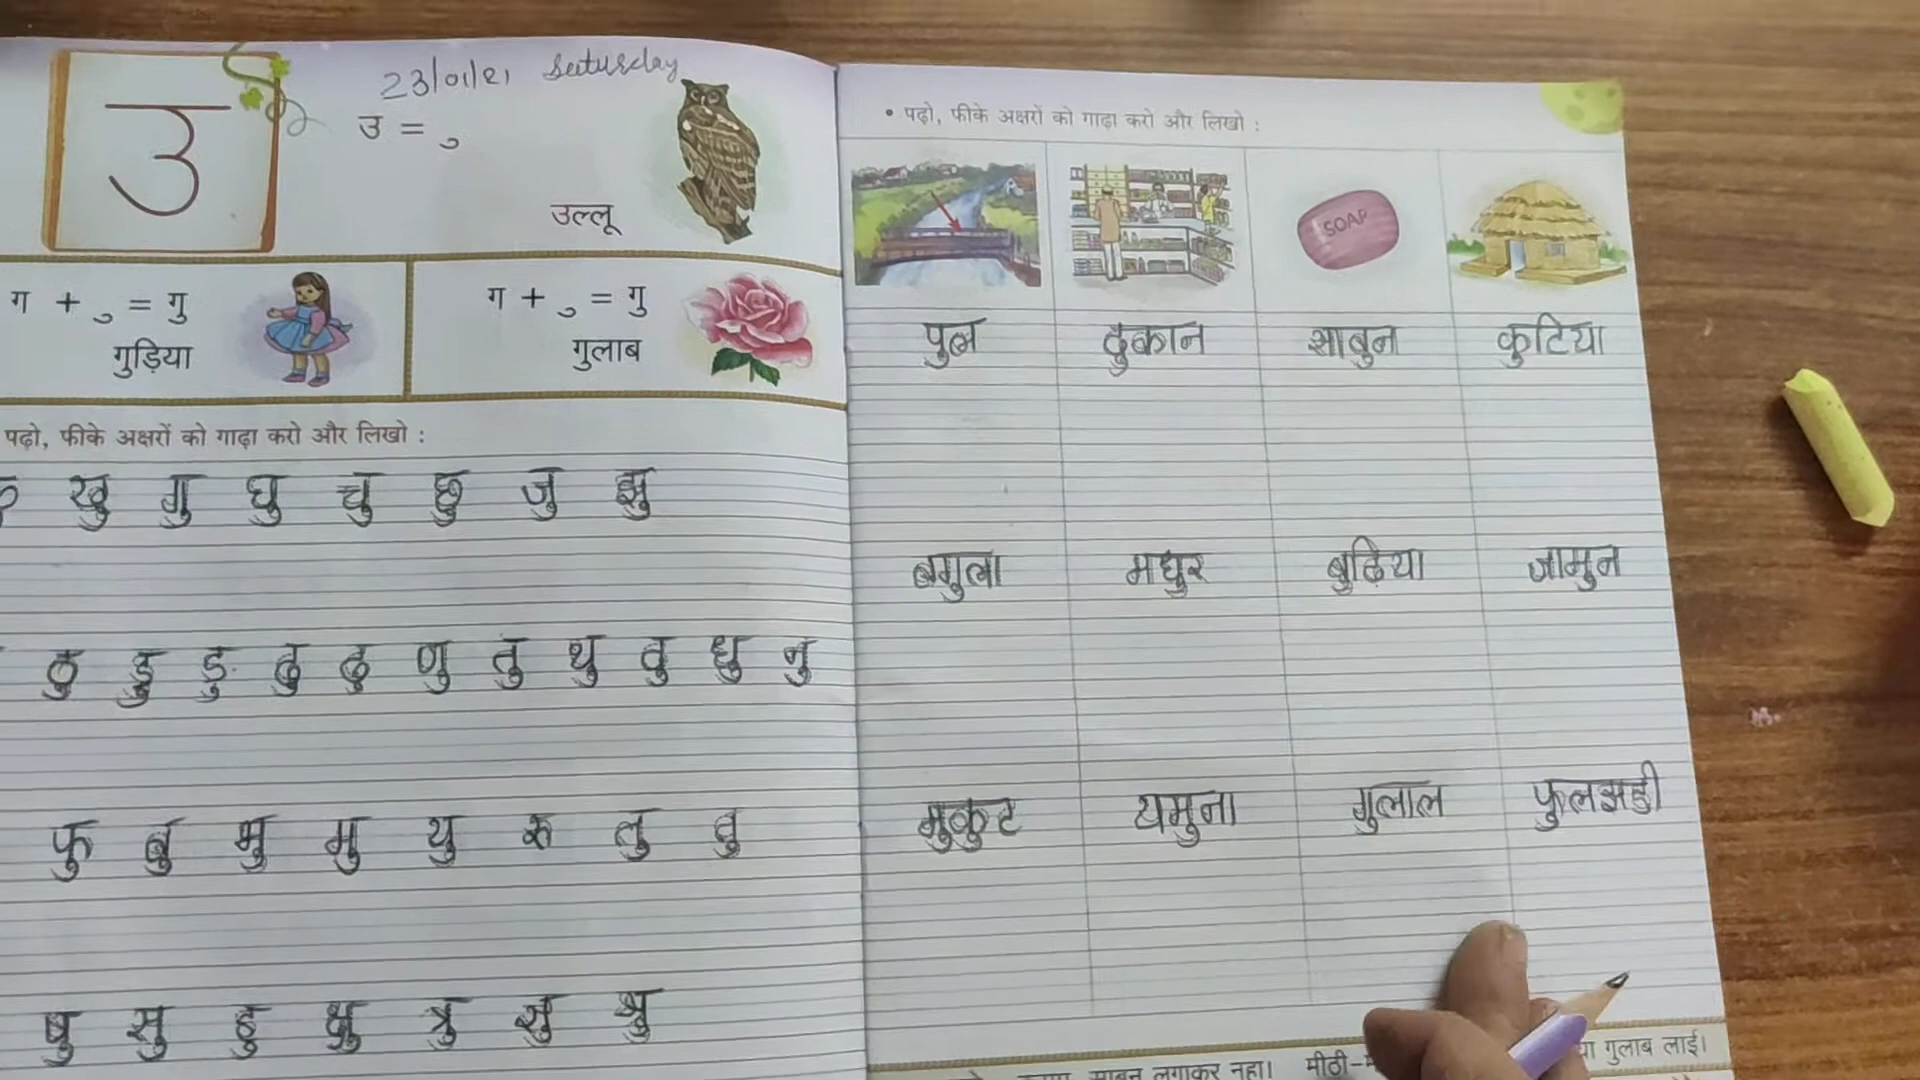 उ
23/01/21 Saturday
उ = ु
उल्लू
ग + ु = गु
गुड़िया
ग + ु = गु
गुलाब
पढ़ो, फीके अक्षरों को गाढ़ा करो और लिखो :
खु गु घु चु छु जु झु
ठु डु ड़ु ढु ढ़ु णु तु थु दु धु नु
फु बु भु मु यु रु लु वु
षु सु हु क्षु त्रु ज्ञु श्रु
• पढ़ो, फीके अक्षरों को गाढ़ा करो और लिखो :
SOAP
पुल दुकान साबुन कुटिया
बगुला मधुर बुढ़िया जामुन
मुकुट यमुना गुलाल फुलझड़ी
साबुन लगाकर नहा। मीठी-
गुलाब लाई।